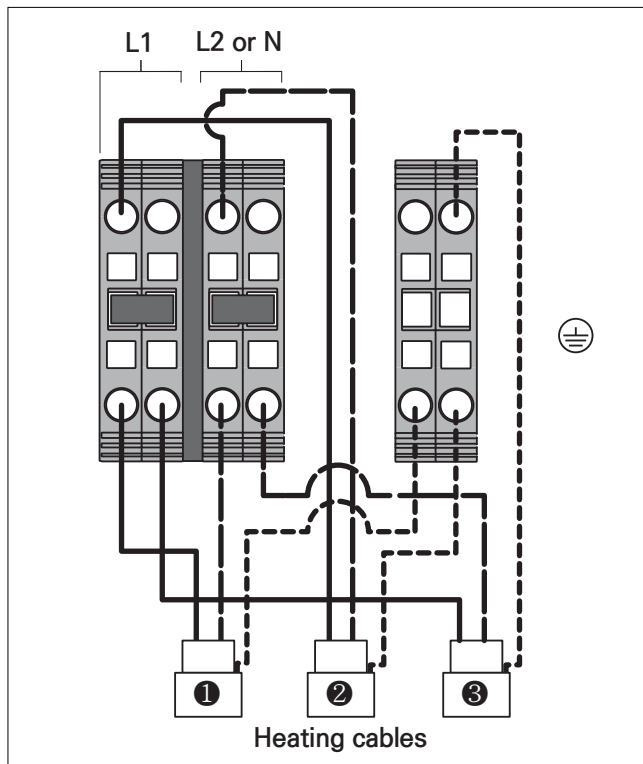 L1 L2 or N
❶ ❷ ❸
Heating cables